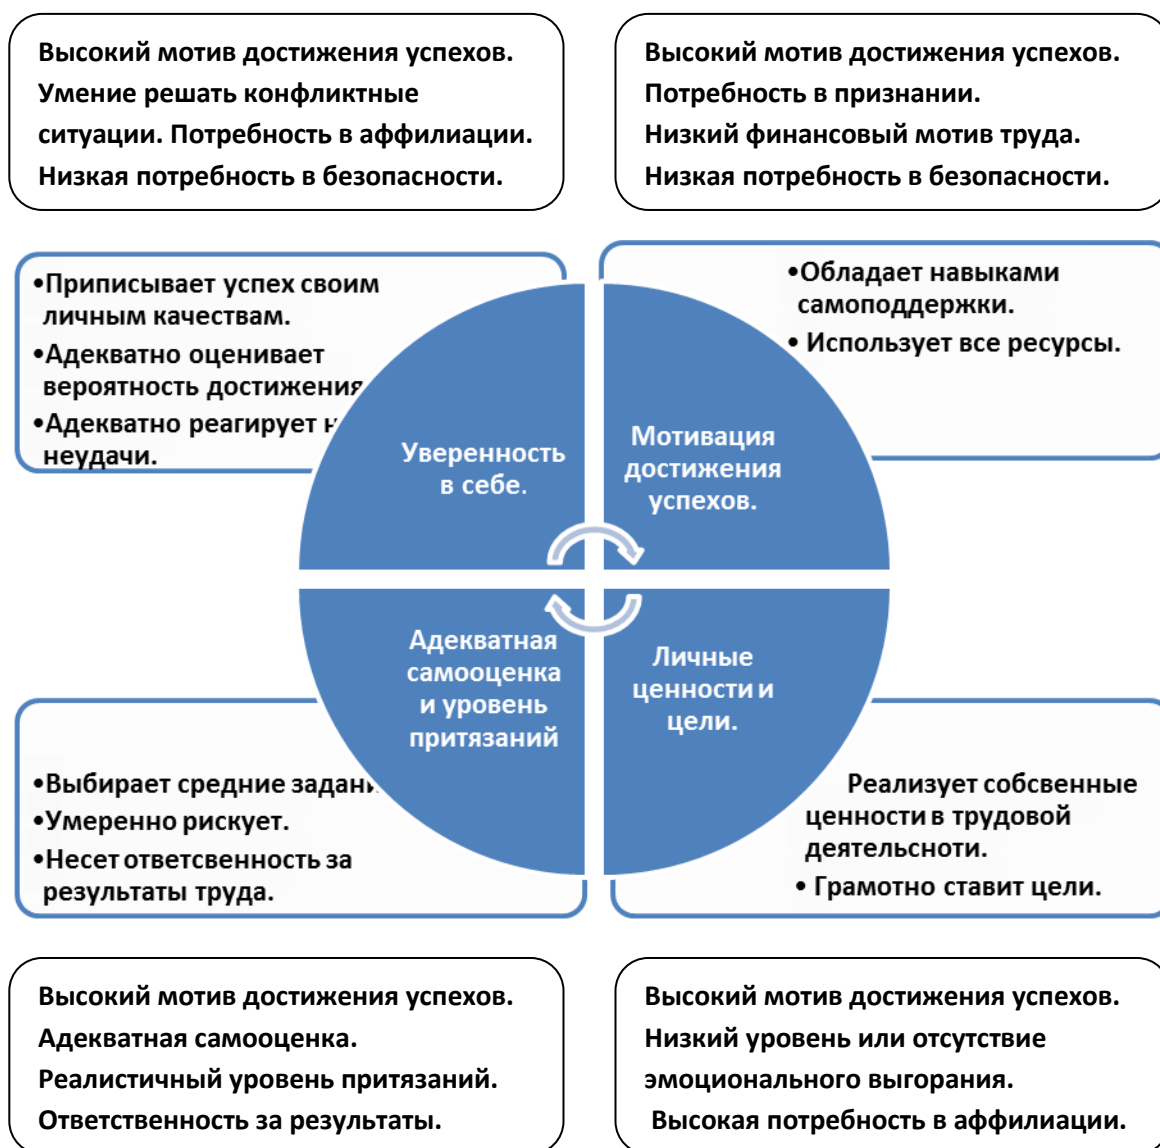 Высокий мотив достижения успехов.
Умение решать конфликтные
ситуации. Потребность в аффилиации.
Низкая потребность в безопасности.
Высокий мотив достижения успехов.
Потребность в признании.
Низкий финансовый мотив труда.
Низкая потребность в безопасности.
•Приписывает успех своим
личным качествам.
•Адекватно оценивает
вероятность достижения
•Адекватно реагирует
неудачи.
•Обладает навыками
самоподдержки.
• Использует все ресурсы.
Уверенность
в себе.
Мотивация
достижения
успехов.
Адекватная
самооценка
и уровень
притязаний
Личные
ценности и
цели.
•Выбирает средние
•Умеренно рискует.
•Несет ответсвенность за
результаты труда.
Реализует собсвенные
ценности в трудовой
деятельсноти.
• Грамотно ставит цели.
Высокий мотив достижения успехов.
Адекватная самооценка.
Реалистичный уровень притязаний.
Ответственность за результаты.
Высокий мотив достижения успехов.
Низкий уровень или отсутствие
эмоционального выгорания.
Высокая потребность в аффилиации.